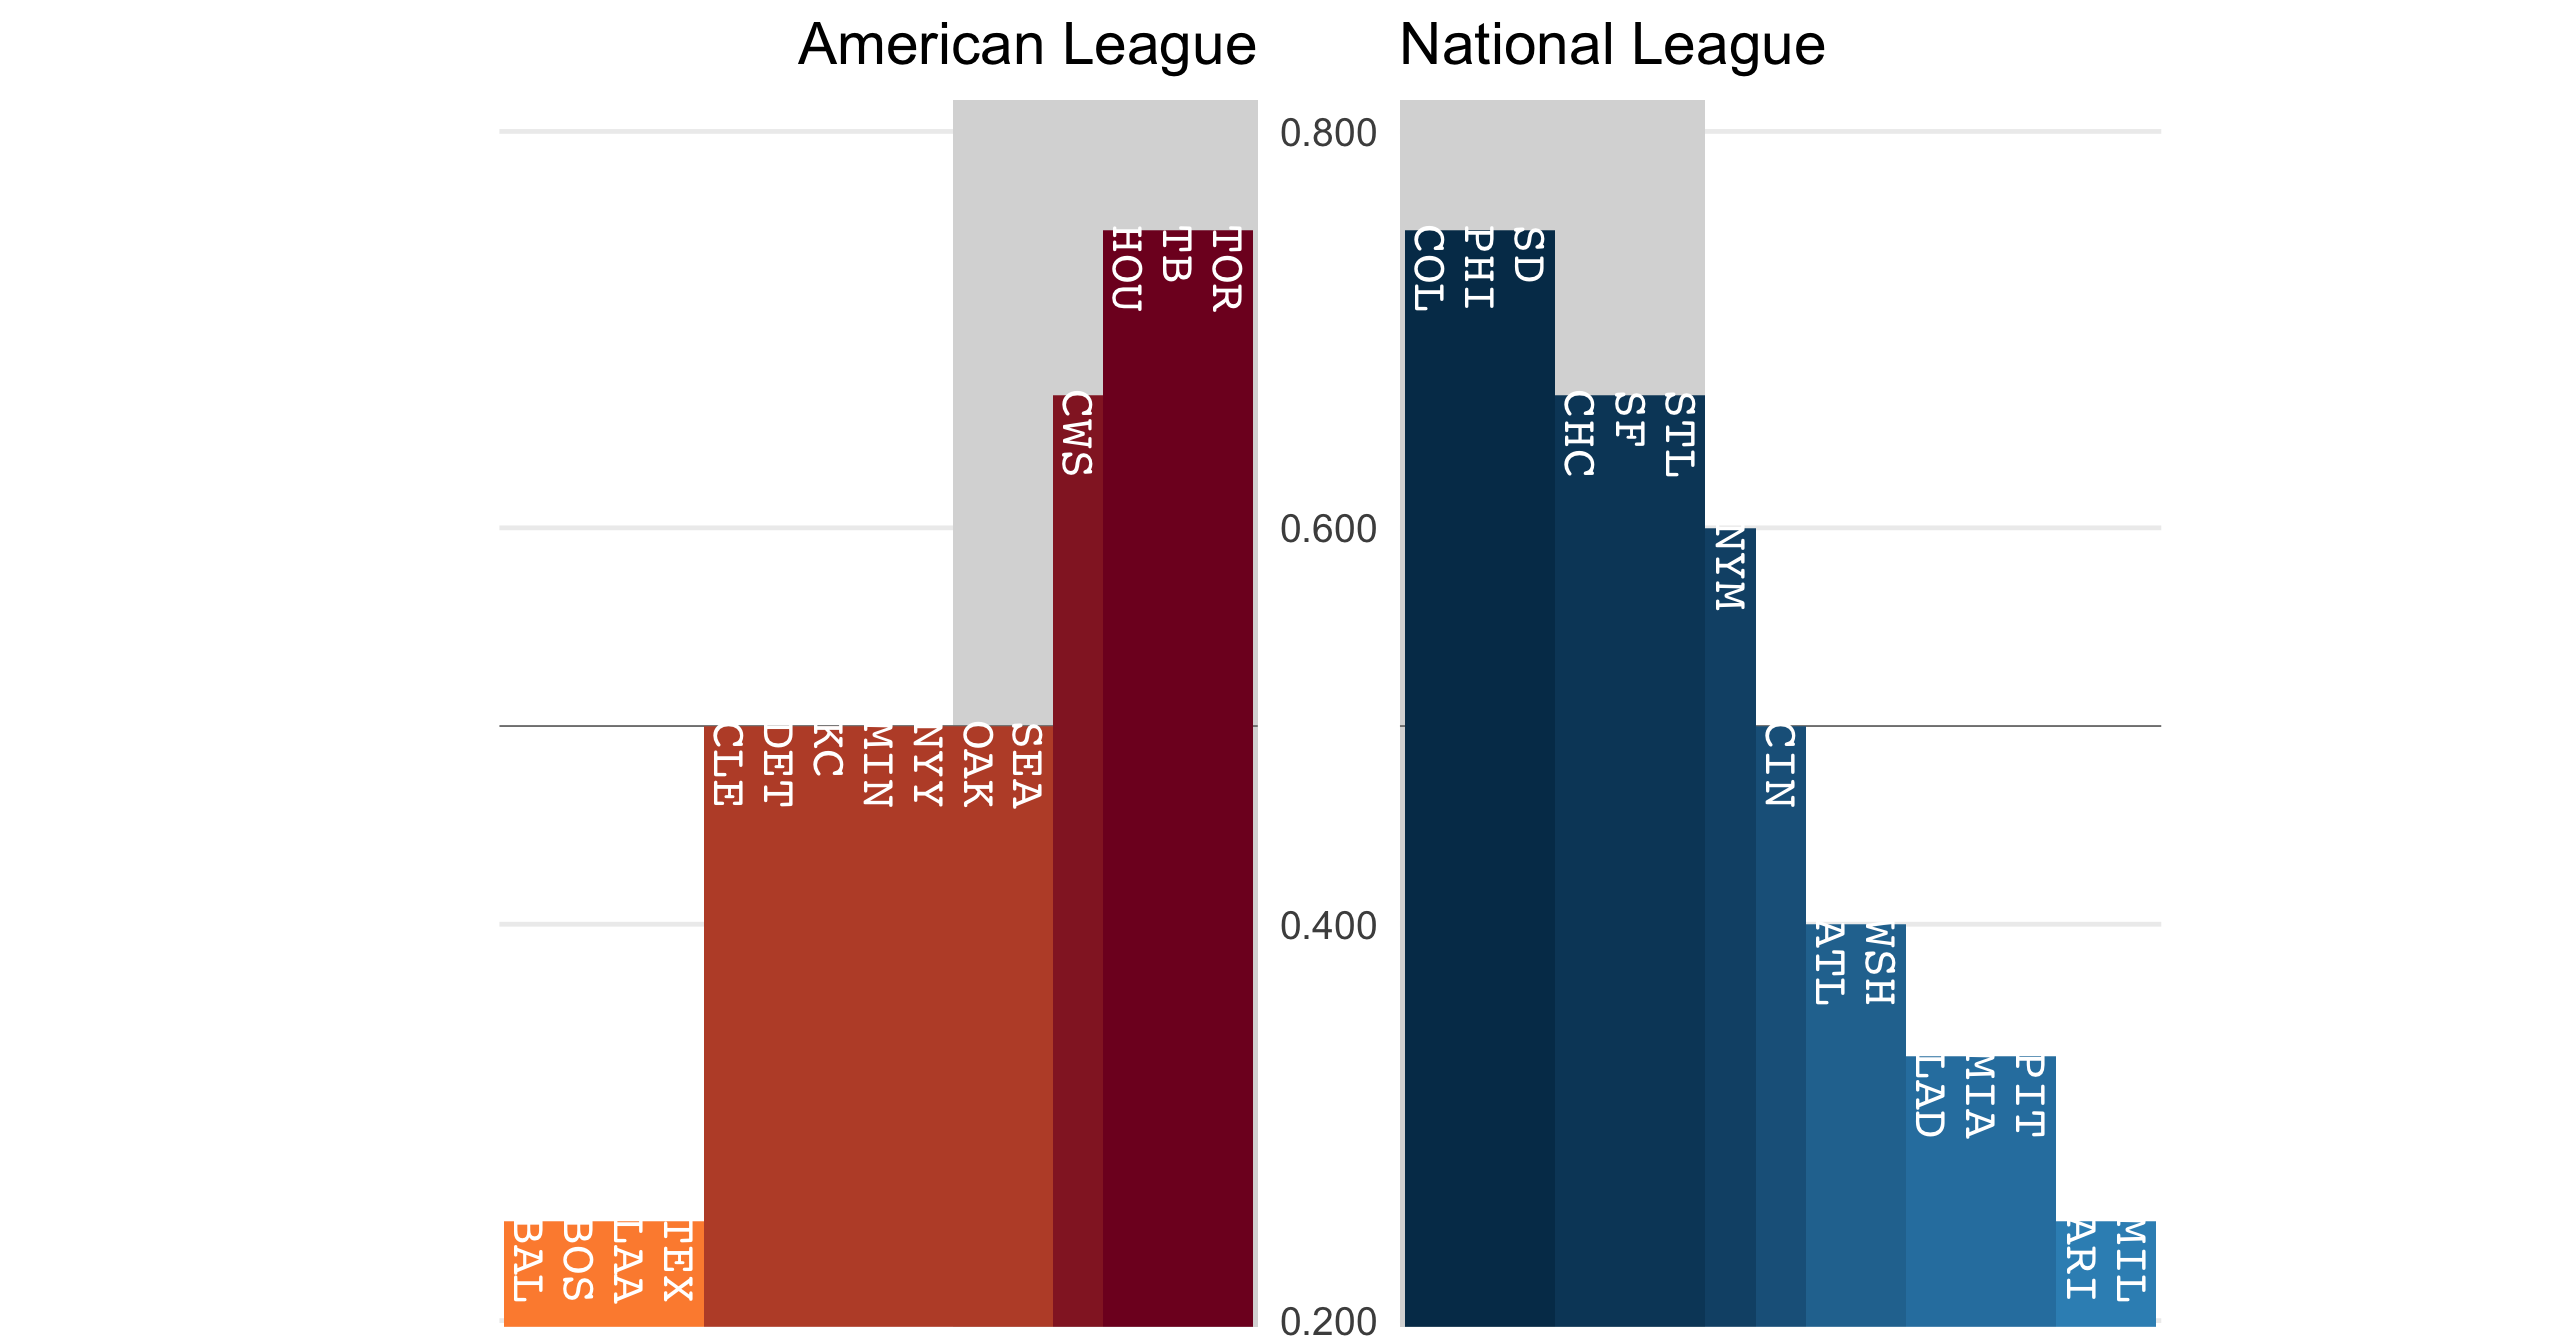 American League
National League
0.800
0.600
0.400
0.200
BAL
BOS
LAA
TEX
CLE
DET
KC
MIN
NYY
OAK
SEA
CWS
HOU
TB
TOR
COL
PHI
SD
CHC
SF
STL
NYM
CIN
ATL
WSH
LAD
MIA
PIT
ARI
MIL